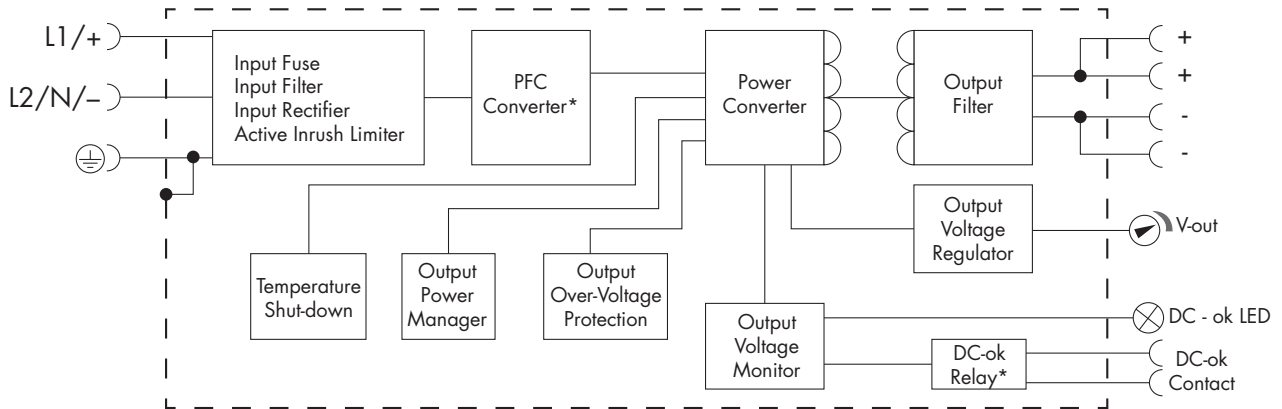 L1/+
L2/N/–
Input Fuse
Input Filter
Input Rectifier
Active Inrush Limiter
PFC
Converter*
Power
Converter
Output
Filter
+
+
-
-
Output
Voltage
Regulator
V-out
Temperature
Shut-down
Output
Power
Manager
Output
Over-Voltage
Protection
Output
Voltage
Monitor
DC - ok LED
DC-ok
Relay*
DC-ok
Contact